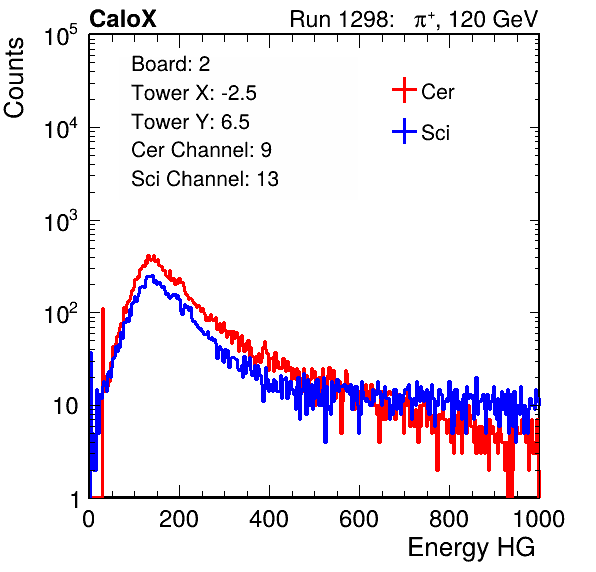 CaloX Run 1298: π⁺, 120 GeV
Counts
Board: 2
Tower X: -2.5
Tower Y: 6.5
Cer Channel: 9
Sci Channel: 13
Cer
Sci
10⁵
10⁴
10³
10²
10
1
0 200 400 600 800 1000
Energy HG